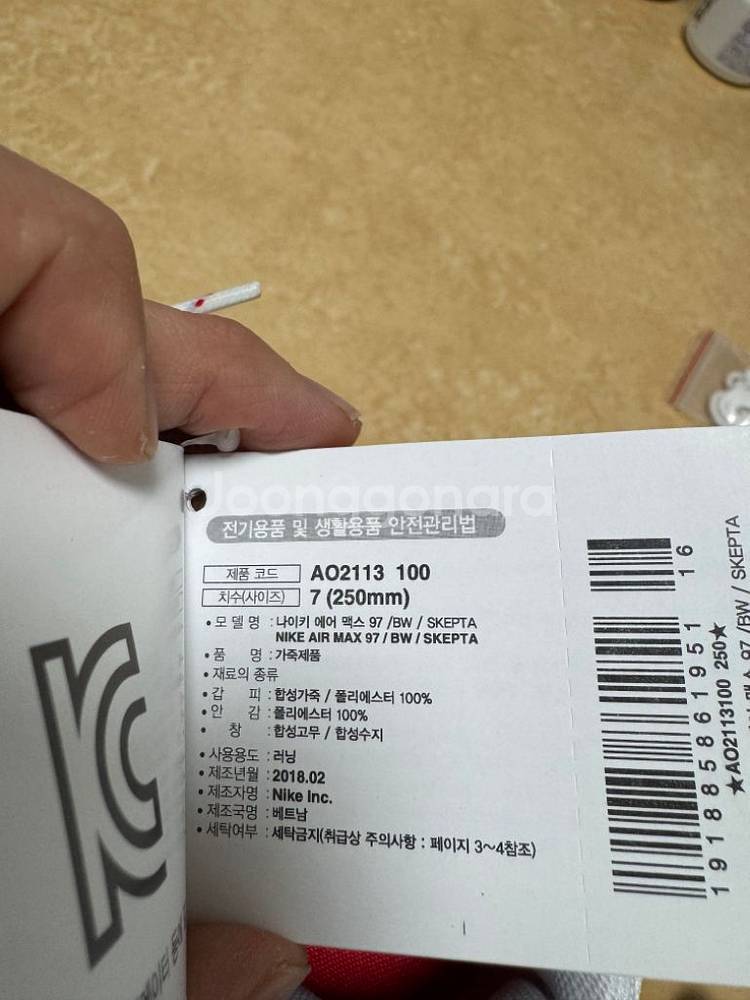 Joonggonara
전기용품 및 생활용품 안전관리법
제품 코드 AO2113 100
치수(사이즈) 7 (250mm)
• 모 델 명 : 나이키 에어 맥스 97 /BW / SKEPTA
NIKE AIR MAX 97 / BW / SKEPTA
• 품 명 : 가죽제품
• 재료의 종류
• 갑 피 : 합성가죽 / 폴리에스터 100%
• 안 감 : 폴리에스터 100%
• 창 : 합성고무 / 합성수지
• 사용용도 : 러닝
• 제조년월 : 2018.02
• 제조자명 : Nike Inc.
• 제조국명 : 베트남
• 세탁여부 : 세탁금지(취급상 주의사항 : 페이지 3~4참조)
16
191885861951
★AO2113100 250★
97 /BW / SKEPTA
KC